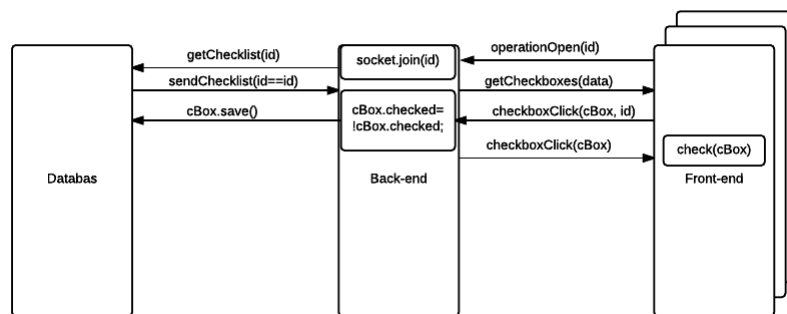 operationOpen(id)
getChecklist(id)
socket.join(id)
sendChecklist(id==id)
getCheckboxes(data)
cBox.save()
cBox.checked=
!cBox.checked;
checkboxClick(cBox, id)
checkboxClick(cBox)
check(cBox)
Databas
Back-end
Front-end